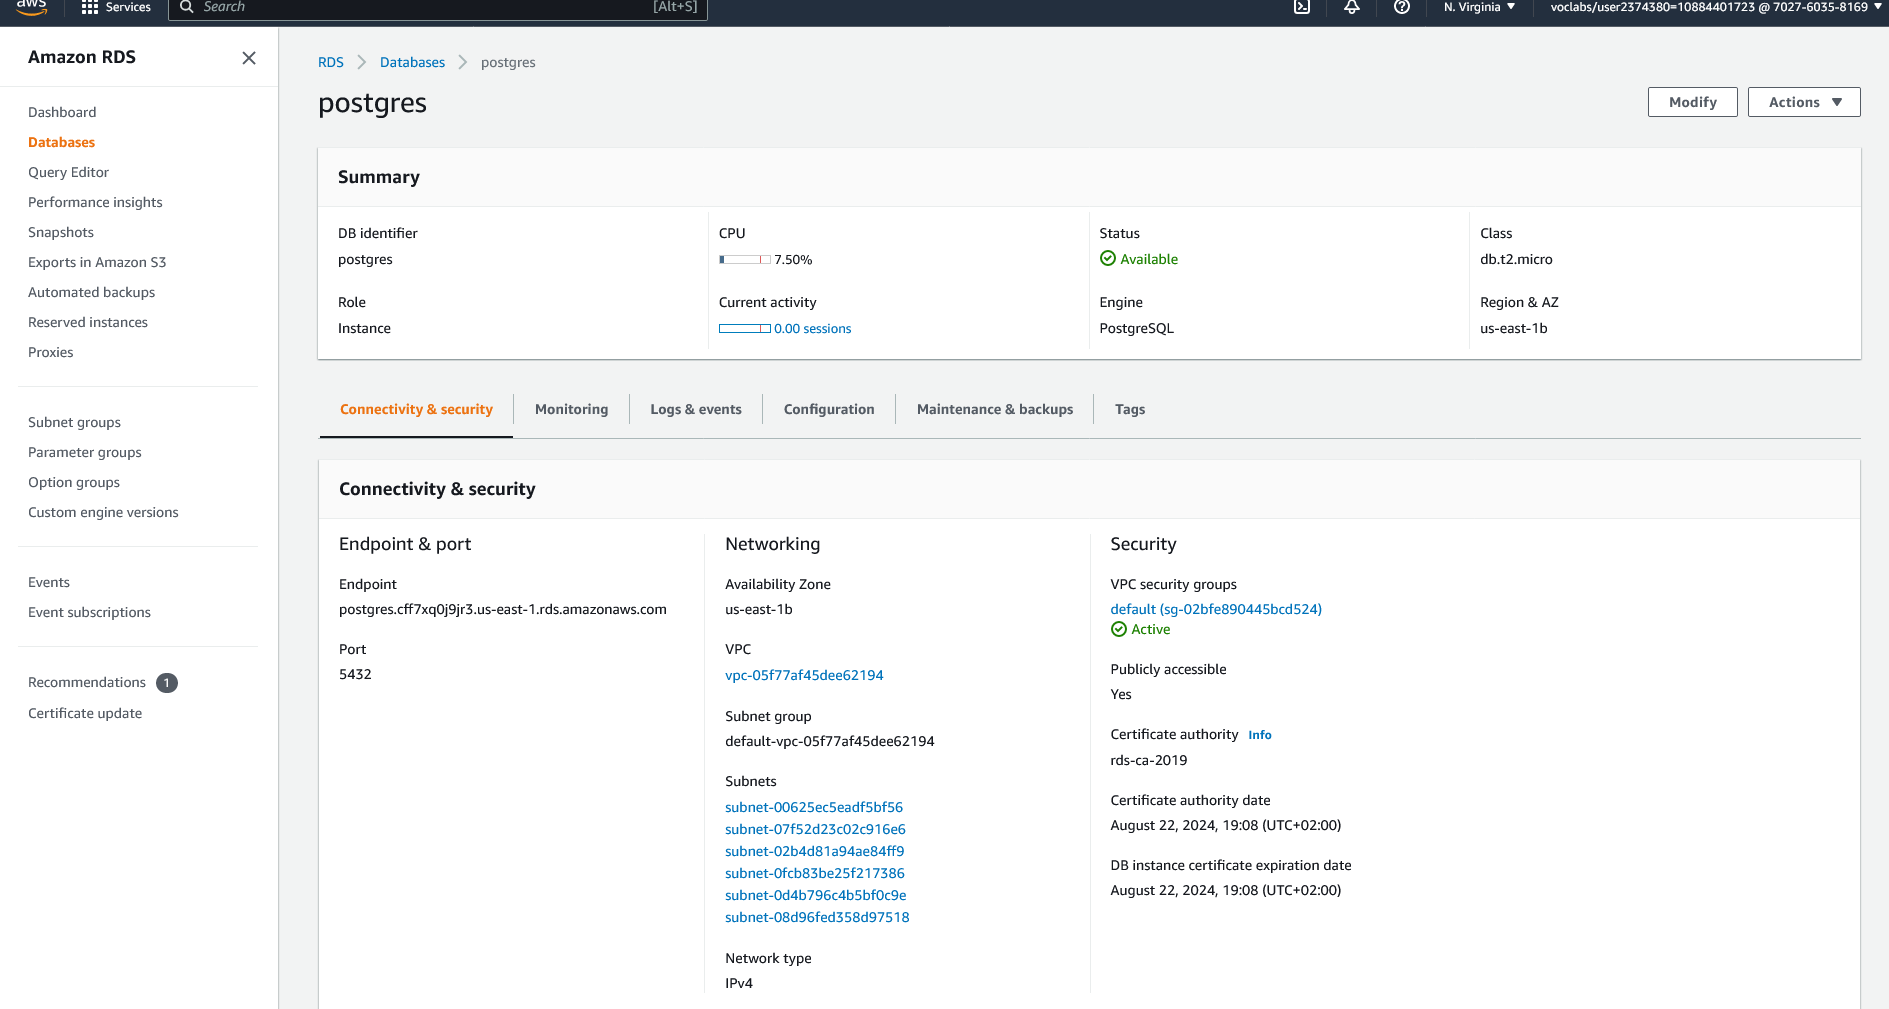 aws
Services
Search
[Alt+S]
N. Virginia
voclabs/user2374380=10884401723 @ 7027-6035-8169
Amazon RDS
Dashboard
Databases
Query Editor
Performance insights
Snapshots
Exports in Amazon S3
Automated backups
Reserved instances
Proxies
Subnet groups
Parameter groups
Option groups
Custom engine versions
Events
Event subscriptions
Recommendations 1
Certificate update
RDS > Databases > postgres
postgres
Modify
Actions
Summary
DB identifier
postgres
CPU
7.50%
Status
Available
Class
db.t2.micro
Role
Instance
Current activity
0.00 sessions
Engine
PostgreSQL
Region & AZ
us-east-1b
Connectivity & security
Monitoring
Logs & events
Configuration
Maintenance & backups
Tags
Connectivity & security
Endpoint & port
Endpoint
postgres.cff7xq0j9jr3.us-east-1.rds.amazonaws.com
Port
5432
Networking
Availability Zone
us-east-1b
VPC
vpc-05f77af45dee62194
Subnet group
default-vpc-05f77af45dee62194
Subnets
subnet-00625ec5eadf5bf56
subnet-07f52d23c02c916e6
subnet-02b4d81a94ae84ff9
subnet-0fcb83be25f217386
subnet-0d4b796c4b5bf0c9e
subnet-08d96fed358d97518
Network type
IPv4
Security
VPC security groups
default (sg-02bfe890445bcd524)
Active
Publicly accessible
Yes
Certificate authority Info
rds-ca-2019
Certificate authority date
August 22, 2024, 19:08 (UTC+02:00)
DB instance certificate expiration date
August 22, 2024, 19:08 (UTC+02:00)